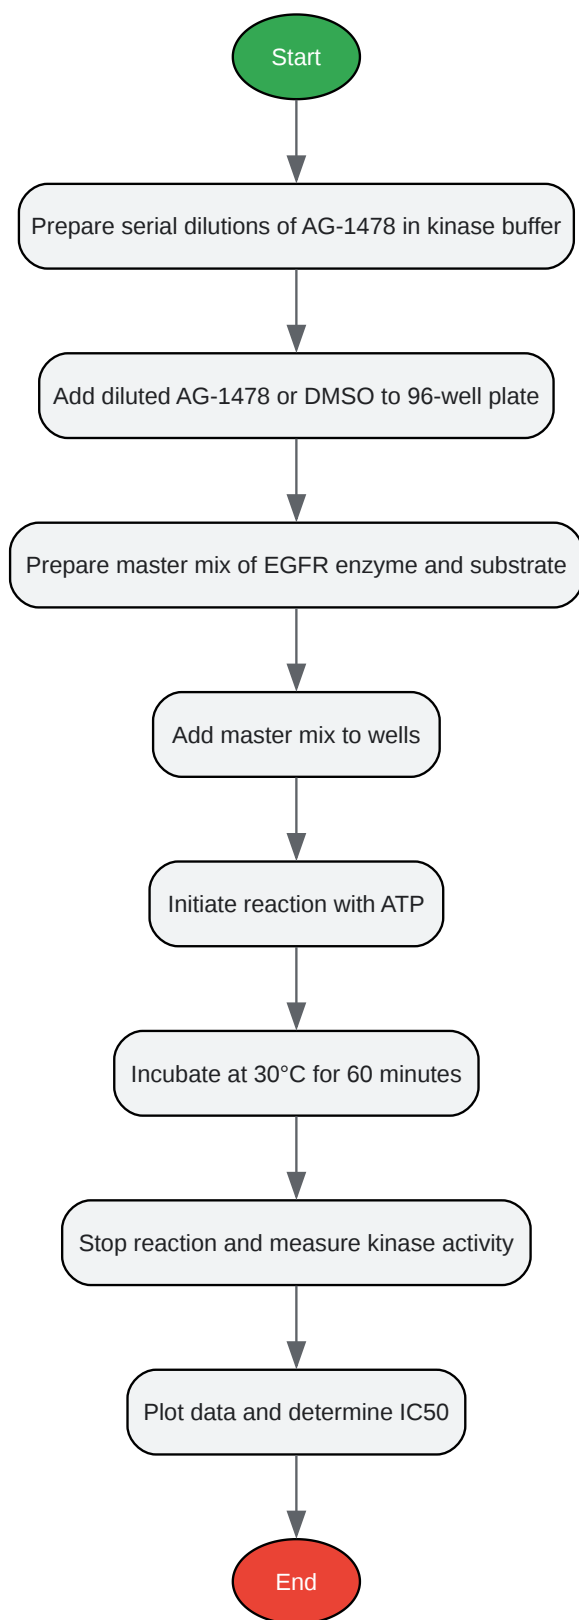 Start
Prepare serial dilutions of AG-1478 in kinase buffer
Add diluted AG-1478 or DMSO to 96-well plate
Prepare master mix of EGFR enzyme and substrate
Add master mix to wells
Initiate reaction with ATP
Incubate at 30°C for 60 minutes
Stop reaction and measure kinase activity
Plot data and determine IC50
End